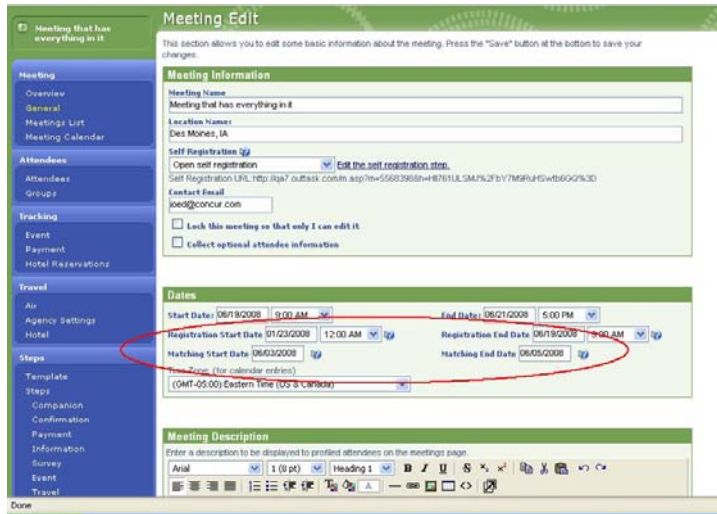 Meeting that has
everything in it
Meeting
Overview
General
Meetings List
Meeting Calendar
Attendees
Attendees
Groups
Tracking
Event
Payment
Hotel Reservations
Travel
Air
Agency Settings
Hotel
Steps
Template
Steps
Companion
Confirmation
Payment
Information
Survey
Event
Travel
Meeting Edit
This section allows you to edit some basic information about the meeting. Press the "Save" button at the bottom to save your
changes.
Meeting Information
Meeting Name
Meeting that has everything in it
Location Names
Des Moines, IA
Self Registration
Open self registration Edit the self registration step.
Self Registration URL:
Contact Email
joed@concur.com
Lock this meeting so that only I can edit it
Collect optional attendee information
Dates
Start Date: 06/19/2008 9:00 AM End Date: 06/21/2008 5:00 PM
Registration Start Date 01/23/2008 12:00 AM Registration End Date 06/19/2008 9:00 AM
Matching Start Date 06/03/2008 Matching End Date 06/05/2008
Time Zone: (for calendar entries)
(GMT-05:00) Eastern Time (US & Canada)
Meeting Description
Enter a description to be displayed to profiled attendees on the meetings page.
Arial 1 (8 pt) Heading 1 B I U S
Done